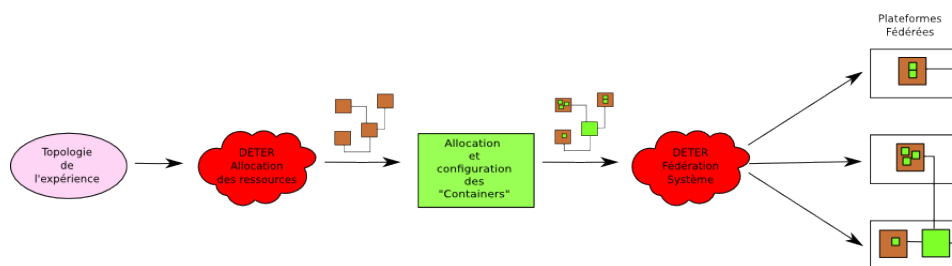 Plateformes
Fédérées
Topologie
de
l'expérience
DETER
Allocation
des ressources
Allocation
et
configuration
des
"Containers"
DETER
Fédération
Système